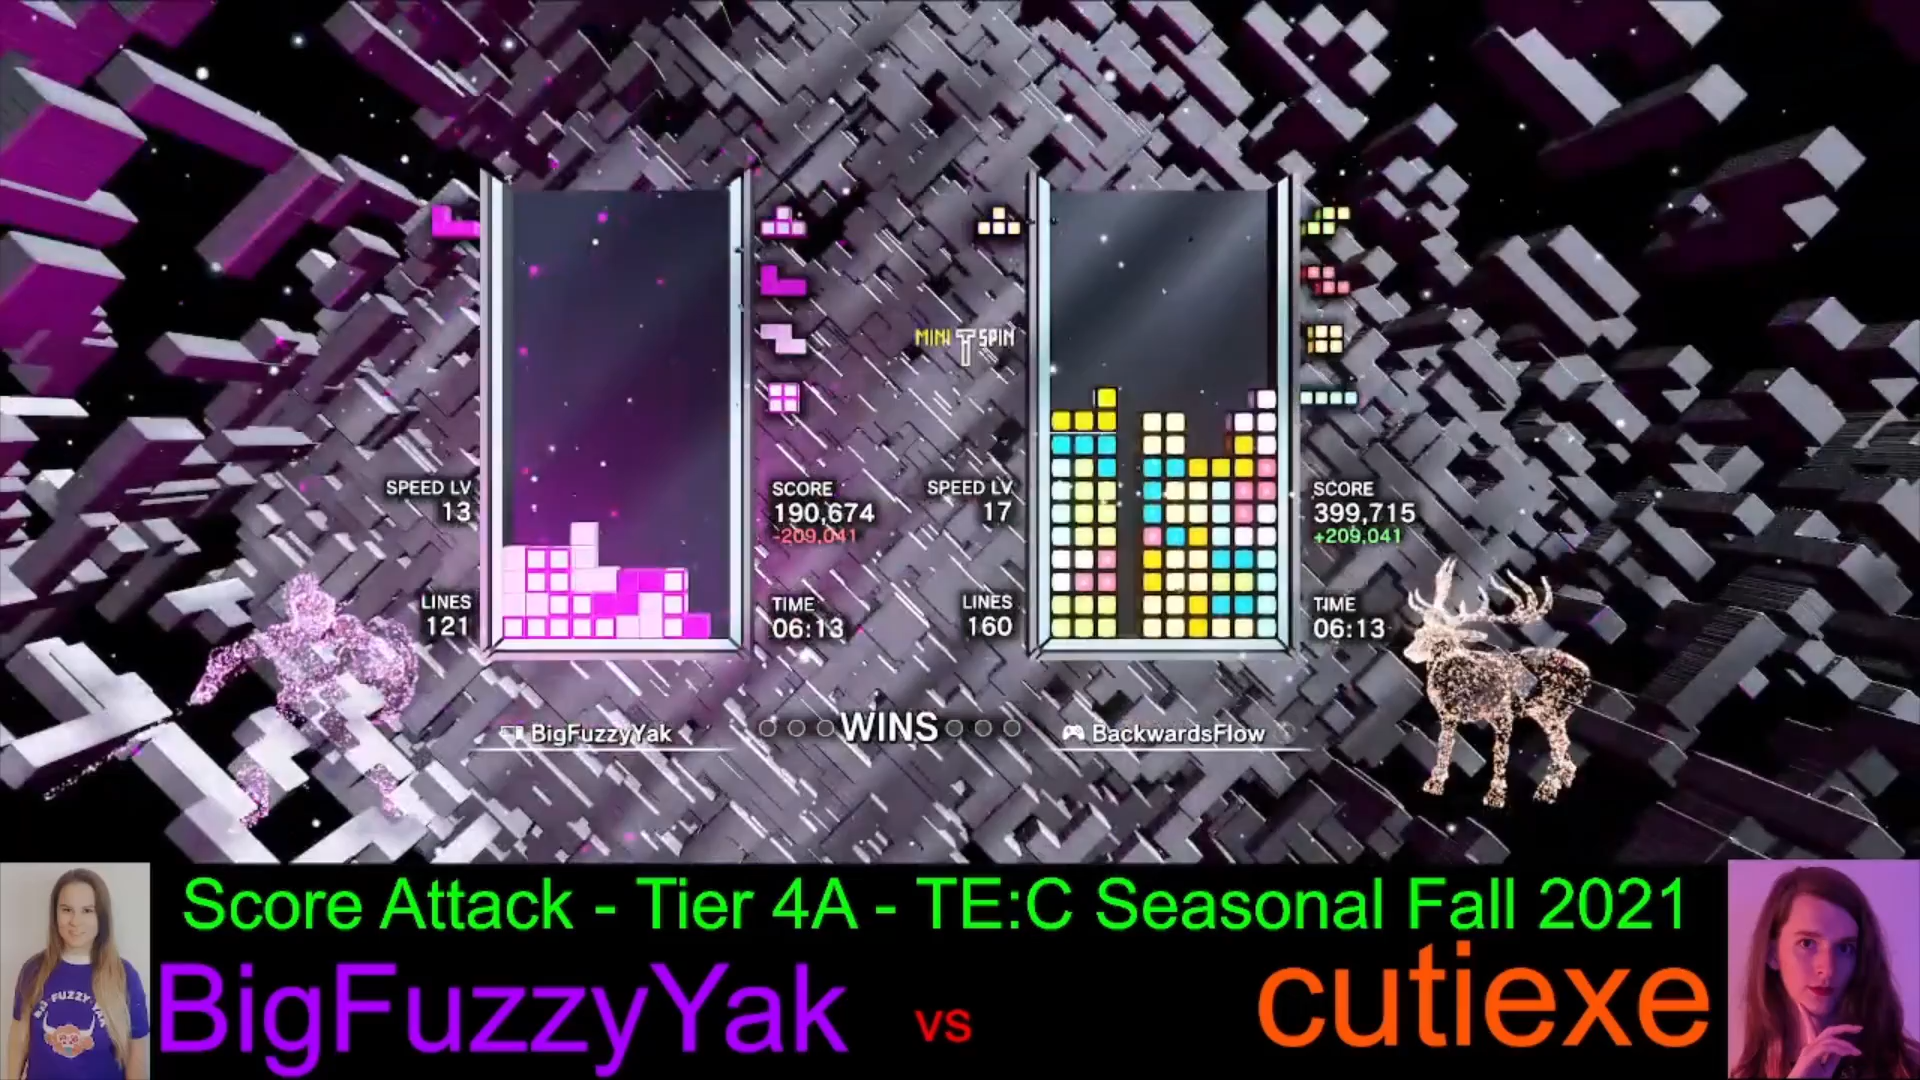 MINI T SPIN
SPEED LV
13
SCORE
190,674
-209,041
SPEED LV
17
SCORE
399,715
+209,041
LINES
121
TIME
06:13
LINES
160
TIME
06:13
BigFuzzyYak
WINS
BackwardsFlow
Score Attack - Tier 4A - TE:C Seasonal Fall 2021
BigFuzzyYak
vs
cutiexe